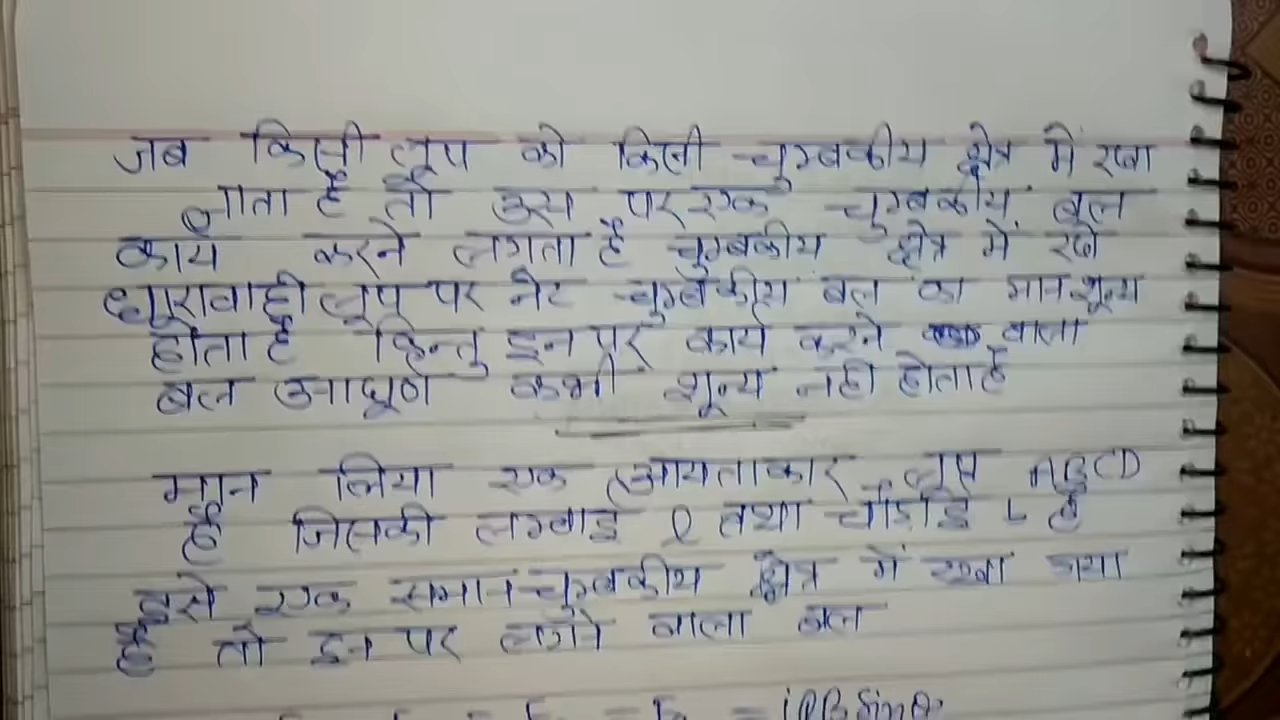 जब किसी लूप को किसी चुम्बकीय क्षेत्र में रखा
जाता है तो उस पर एक चुम्बकीय बल
कार्य करने लगता है चुम्बकीय क्षेत्र में रखे
धारावाही लूप पर नेट चुम्बकीय बल का मान शून्य
होता है किन्तु इन पर कार्य करने वाला
बल आघूर्ण कभी शून्य नही होता है
मान लिया एक आयताकार लूप ABCD
है जिसकी लम्बाई l तथा चौड़ाई b है
इसे एक समान चुम्बकीय क्षेत्र में रखा गया
है तो इन पर लगने वाला बल
= ilB sinθ